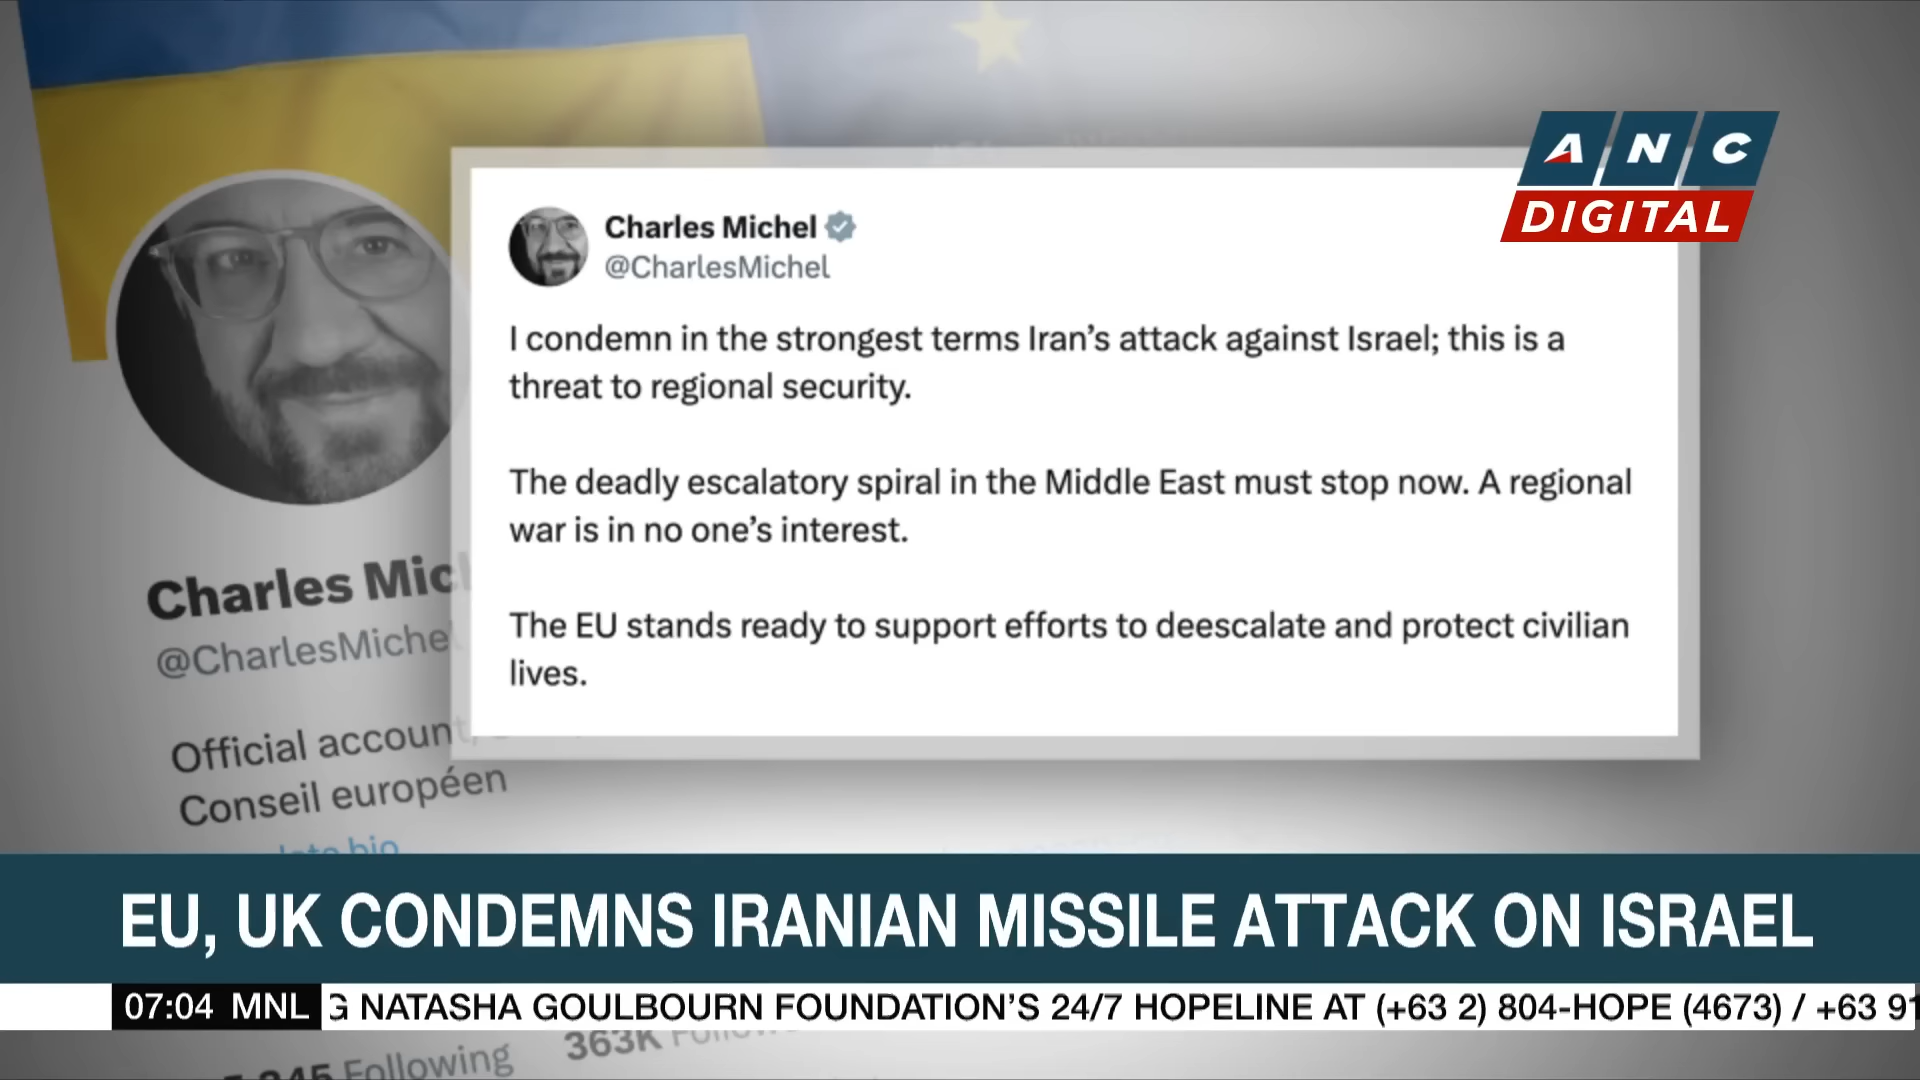 ANC
DIGITAL
Charles Michel
@CharlesMichel
I condemn in the strongest terms Iran's attack against Israel; this is a
threat to regional security.
The deadly escalatory spiral in the Middle East must stop now. A regional
war is in no one's interest.
The EU stands ready to support efforts to deescalate and protect civilian
lives.
Charles Mic
@CharlesMichel
Official account
Conseil européen
bio
EU, UK CONDEMNS IRANIAN MISSILE ATTACK ON ISRAEL
07:04 MNL G NATASHA GOULBOURN FOUNDATION'S 24/7 HOPELINE AT (+63 2) 804-HOPE (4673) / +63 91
Following 363K